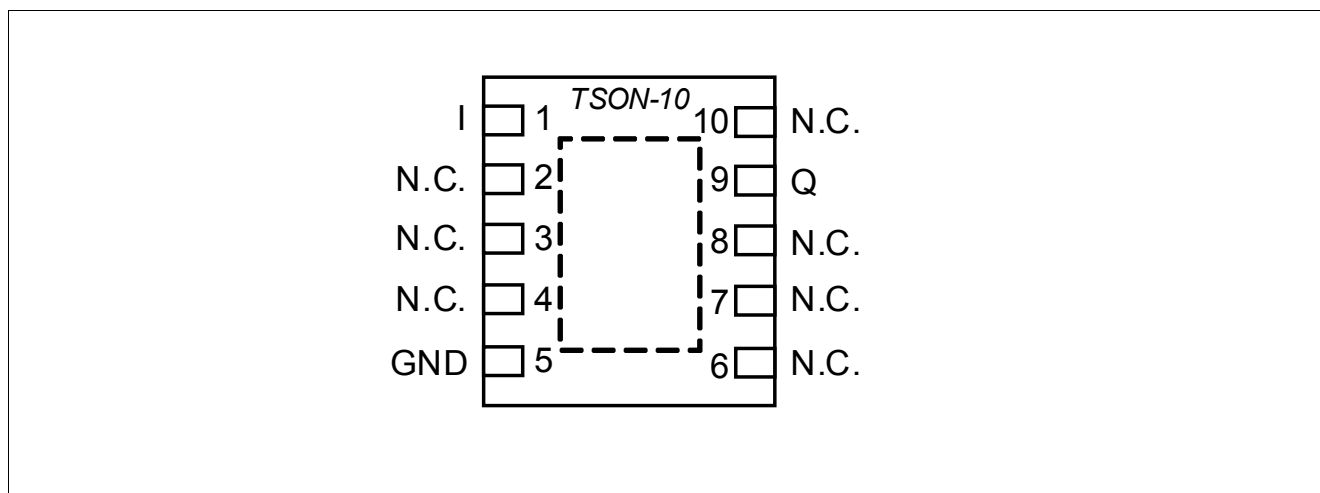 TSON-10
I 1 10 N.C.
N.C. 2 9 Q
N.C. 3 8 N.C.
N.C. 4 7 N.C.
GND 5 6 N.C.